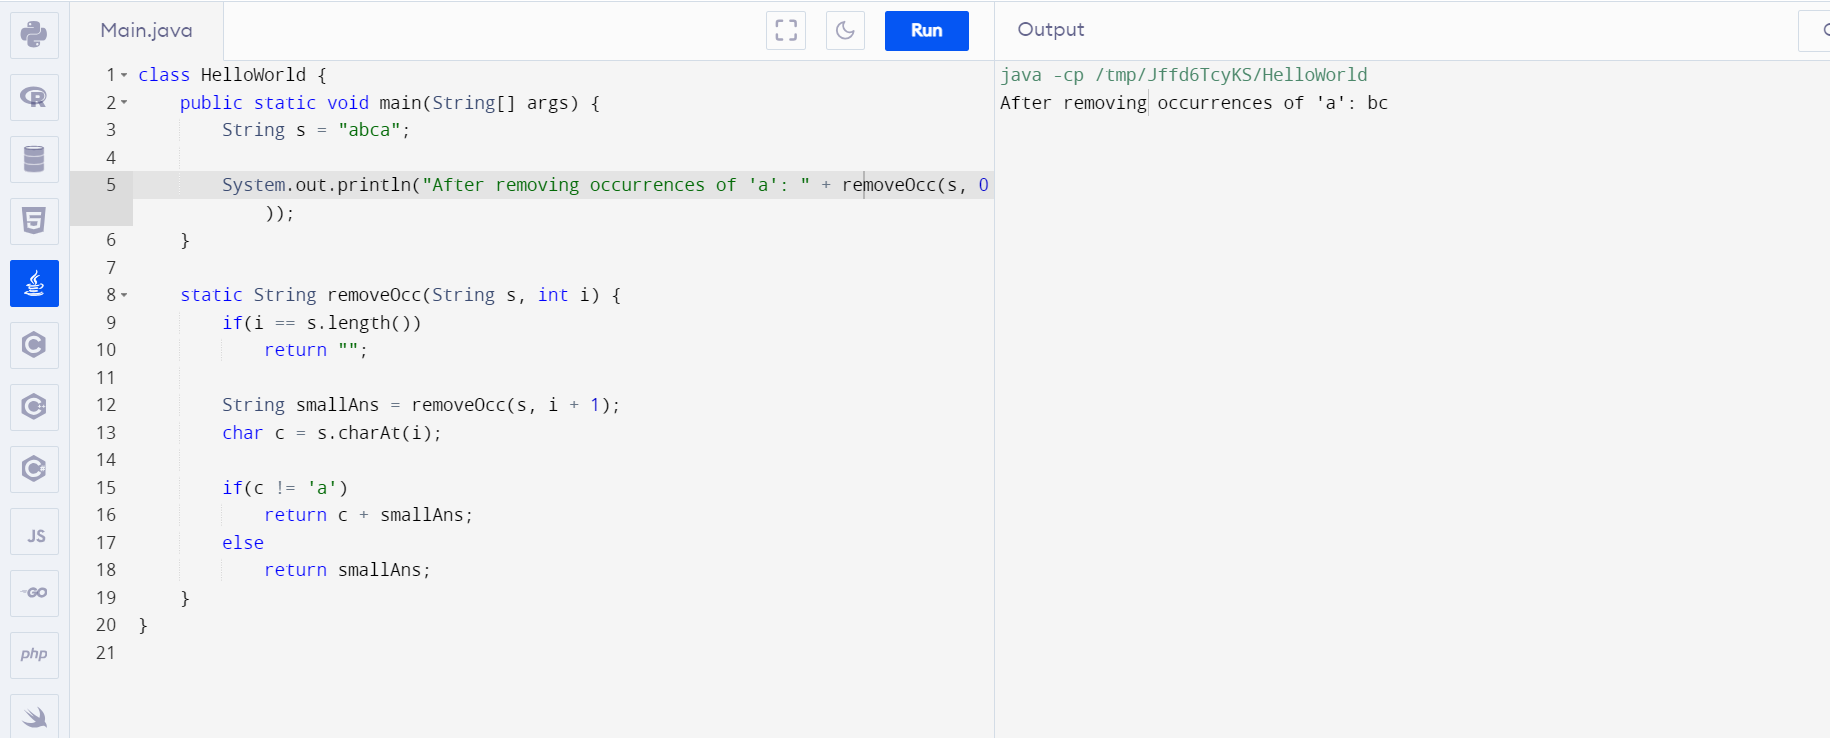 Main.java
Run
Output
1 class HelloWorld {
2     public static void main(String[] args) {
3         String s = "abca";
4
5         System.out.println("After removing occurrences of 'a': " + removeOcc(s, 0
            ));
6     }
7
8     static String removeOcc(String s, int i) {
9         if(i == s.length())
10             return "";
11
12         String smallAns = removeOcc(s, i + 1);
13         char c = s.charAt(i);
14
15         if(c != 'a')
16             return c + smallAns;
17         else
18             return smallAns;
19     }
20 }
21
java -cp /tmp/Jffd6TcyKS/HelloWorld
After removing occurrences of 'a': bc
R
5
C
C
C
JS
GO
php